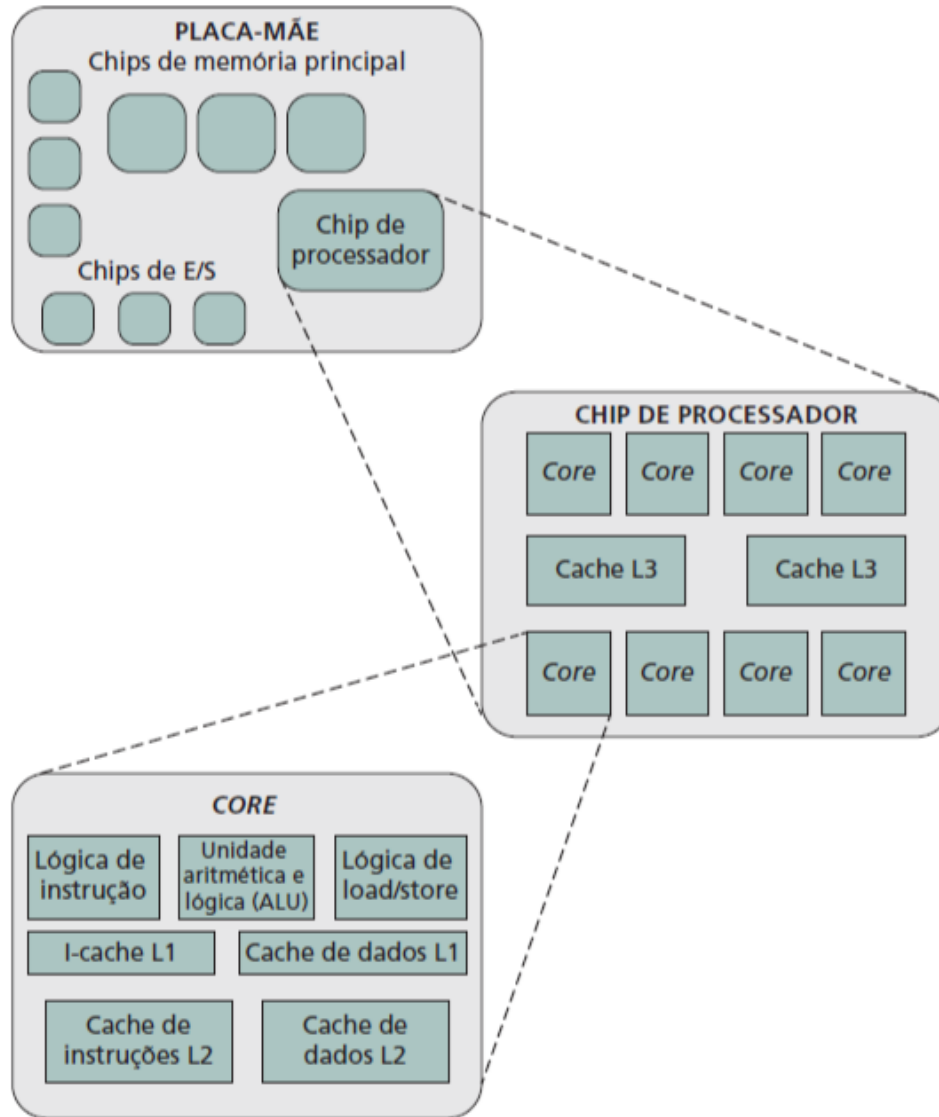 PLACA-MÃE
Chips de memória principal
Chip de
processador
Chips de E/S
CHIP DE PROCESSADOR
Core Core Core Core
Cache L3 Cache L3
Core Core Core Core
CORE
Lógica de
instrução
Unidade
aritmética e
lógica (ALU)
Lógica de
load/store
I-cache L1
Cache de dados L1
Cache de
instruções L2
Cache de
dados L2